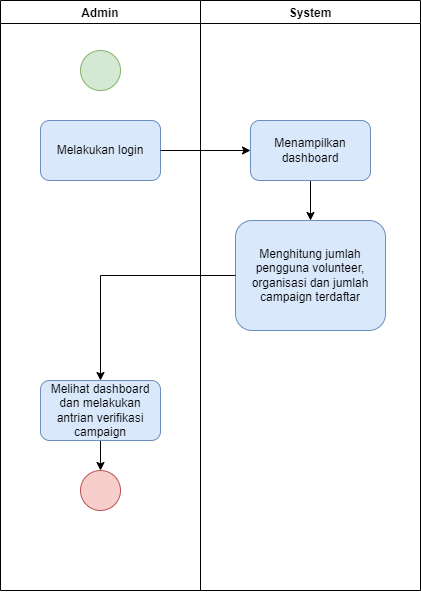 Admin
System
Melakukan login
Menampilkan
dashboard
Menghitung jumlah
pengguna volunteer,
organisasi dan jumlah
campaign terdaftar
Melihat dashboard
dan melakukan
antrian verifikasi
campaign